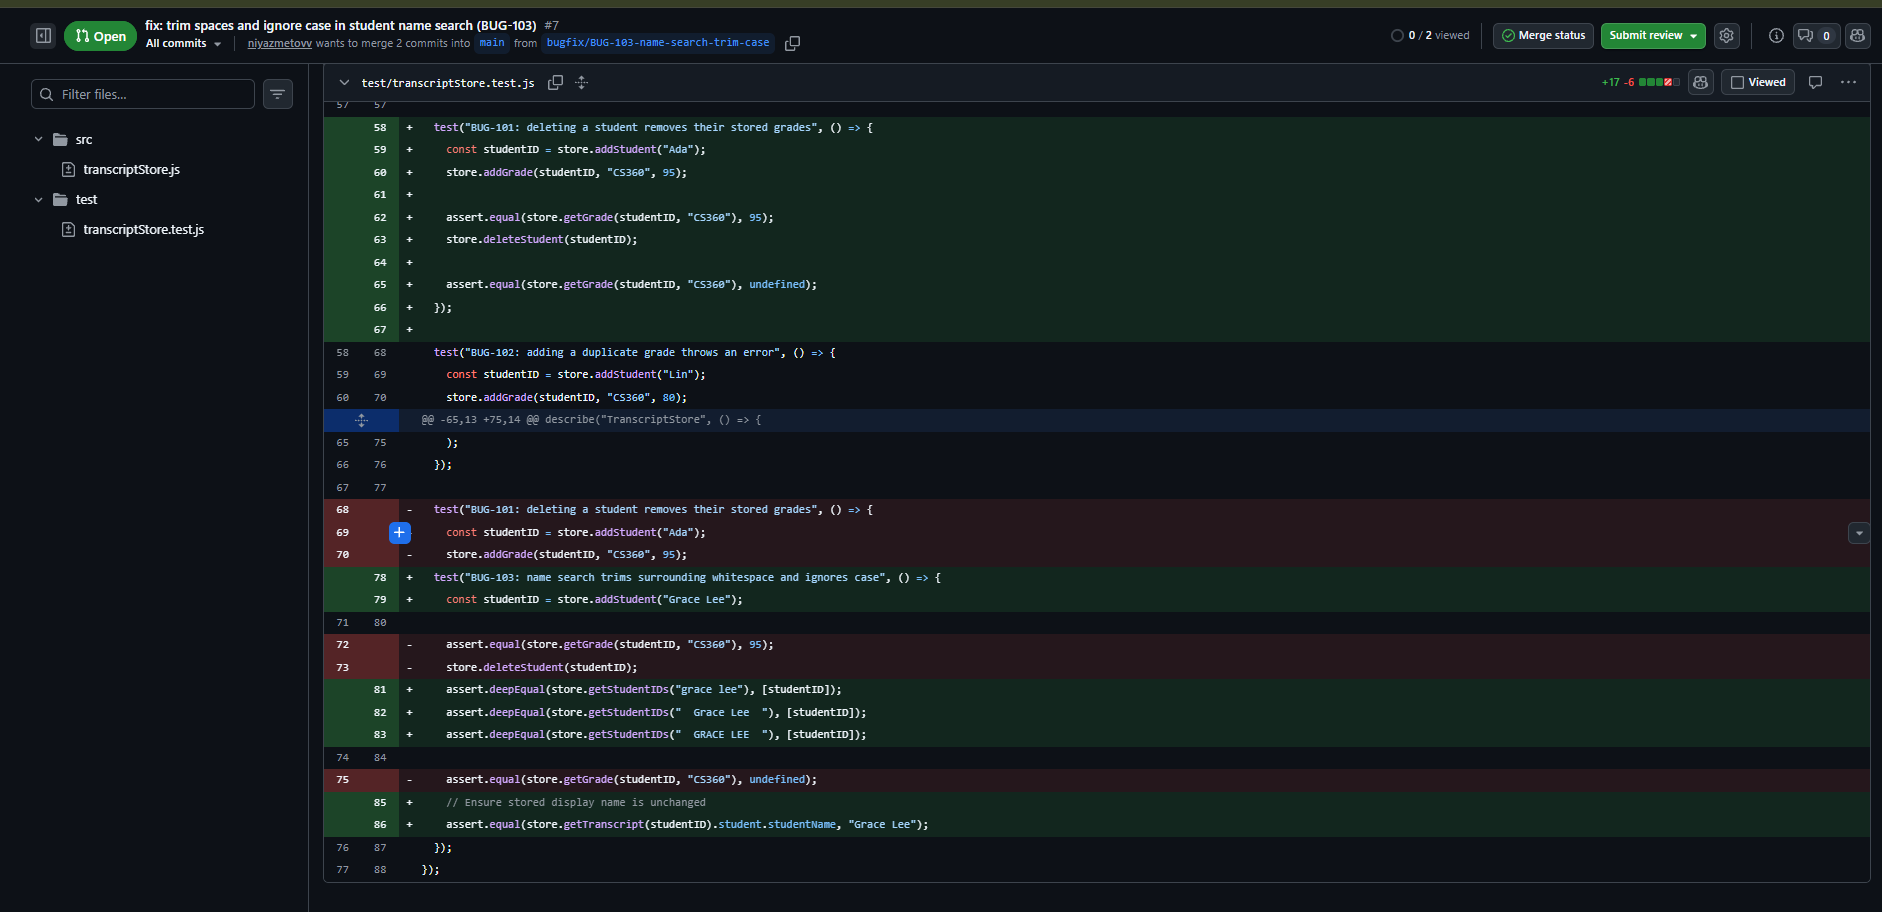 Open
fix: trim spaces and ignore case in student name search (BUG-103) #7
All commits
niyazmetovv wants to merge 2 commits into main from bugfix/BUG-103-name-search-trim-case
0 / 2 viewed
Merge status
Submit review
0
Filter files...
src
transcriptStore.js
test
transcriptStore.test.js
test/transcriptStore.test.js
+17 -6
Viewed
57 57
58 + test("BUG-101: deleting a student removes their stored grades", () => {
59 + const studentID = store.addStudent("Ada");
60 + store.addGrade(studentID, "CS360", 95);
61 +
62 + assert.equal(store.getGrade(studentID, "CS360"), 95);
63 + store.deleteStudent(studentID);
64 +
65 + assert.equal(store.getGrade(studentID, "CS360"), undefined);
66 + });
67 +
58 68 test("BUG-102: adding a duplicate grade throws an error", () => {
59 69 const studentID = store.addStudent("Lin");
60 70 store.addGrade(studentID, "CS360", 80);
@@ -65,13 +75,14 @@ describe("TranscriptStore", () => {
65 75 );
66 76 });
67 77
68 - test("BUG-101: deleting a student removes their stored grades", () => {
69 const studentID = store.addStudent("Ada");
70 - store.addGrade(studentID, "CS360", 95);
78 + test("BUG-103: name search trims surrounding whitespace and ignores case", () => {
79 + const studentID = store.addStudent("Grace Lee");
71 80
72 - assert.equal(store.getGrade(studentID, "CS360"), 95);
73 - store.deleteStudent(studentID);
81 + assert.deepEqual(store.getStudentIDs("grace lee"), [studentID]);
82 + assert.deepEqual(store.getStudentIDs("  Grace Lee  "), [studentID]);
83 + assert.deepEqual(store.getStudentIDs("  GRACE LEE  "), [studentID]);
74 84
75 - assert.equal(store.getGrade(studentID, "CS360"), undefined);
85 + // Ensure stored display name is unchanged
86 + assert.equal(store.getTranscript(studentID).student.studentName, "Grace Lee");
76 87 });
77 88 });